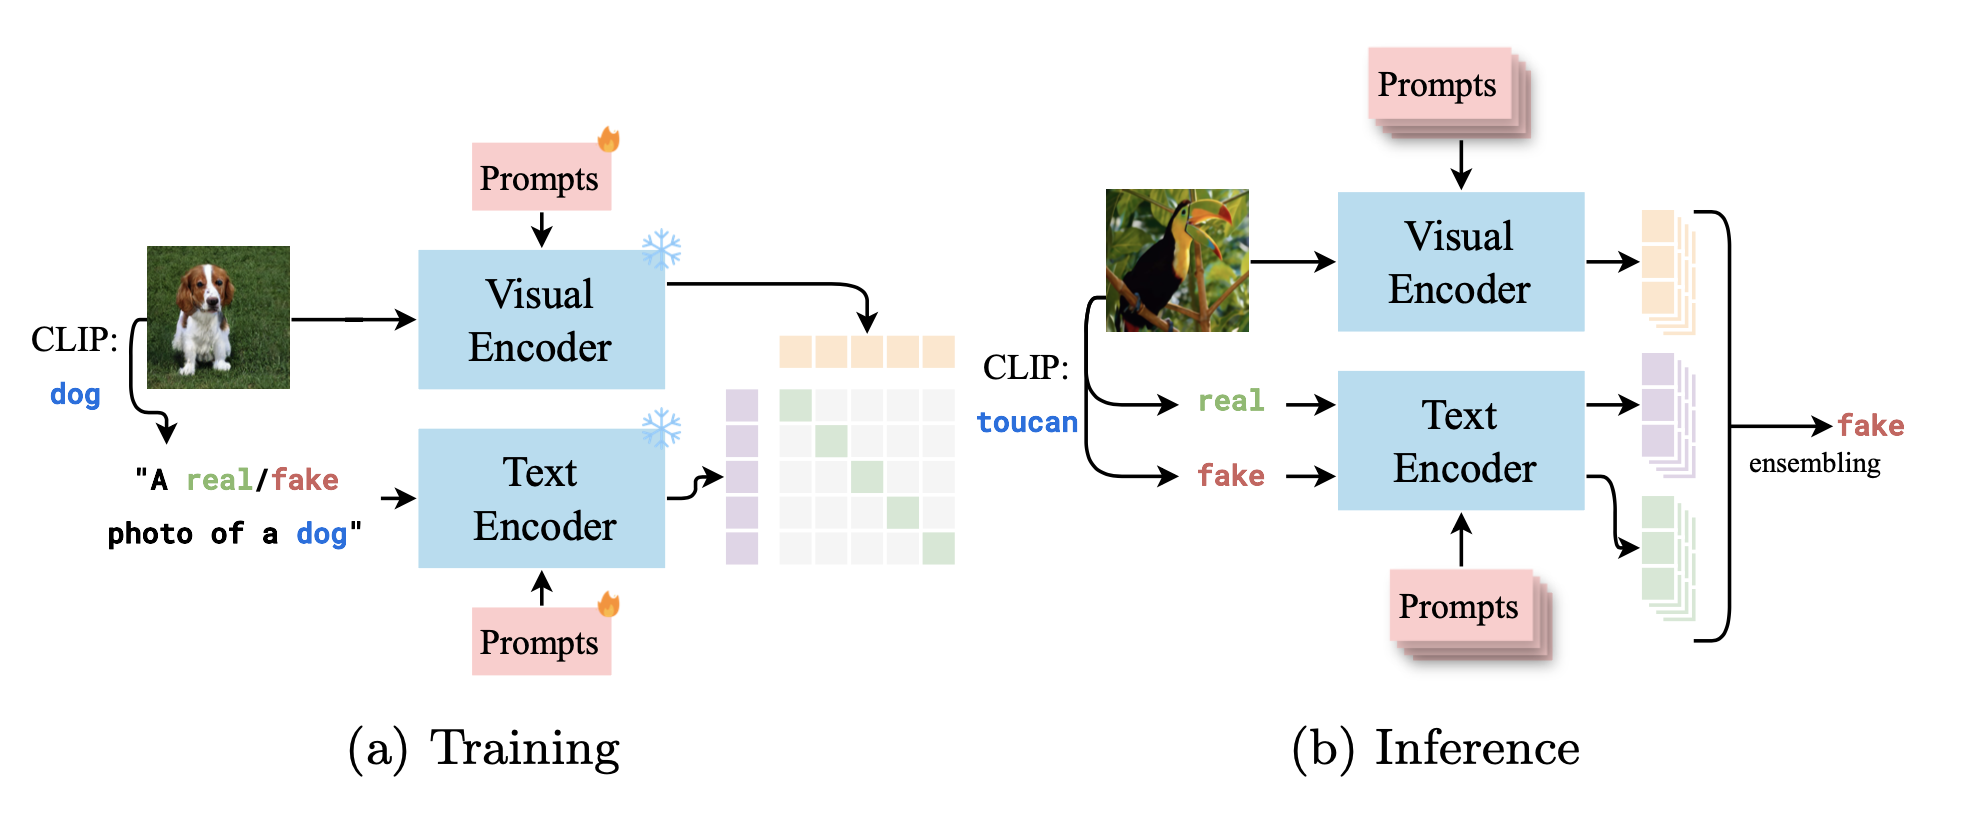 Prompts
Visual
Encoder
CLIP:
dog
"A real/fake
photo of a dog"
Text
Encoder
Prompts
(a) Training
Prompts
Visual
Encoder
CLIP:
toucan
real
fake
Text
Encoder
Prompts
fake
ensembling
(b) Inference